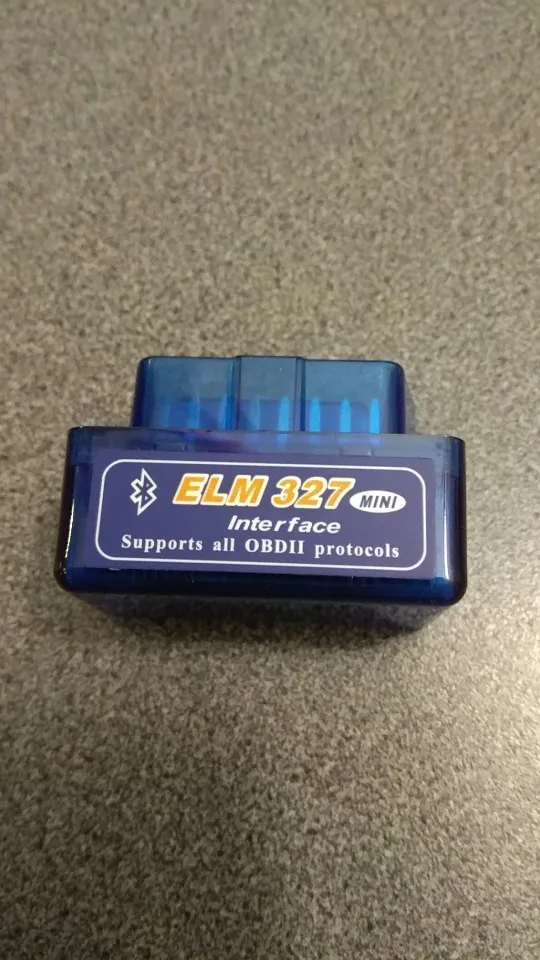 ELM 327 MINI
Interface
Supports all OBDII protocols